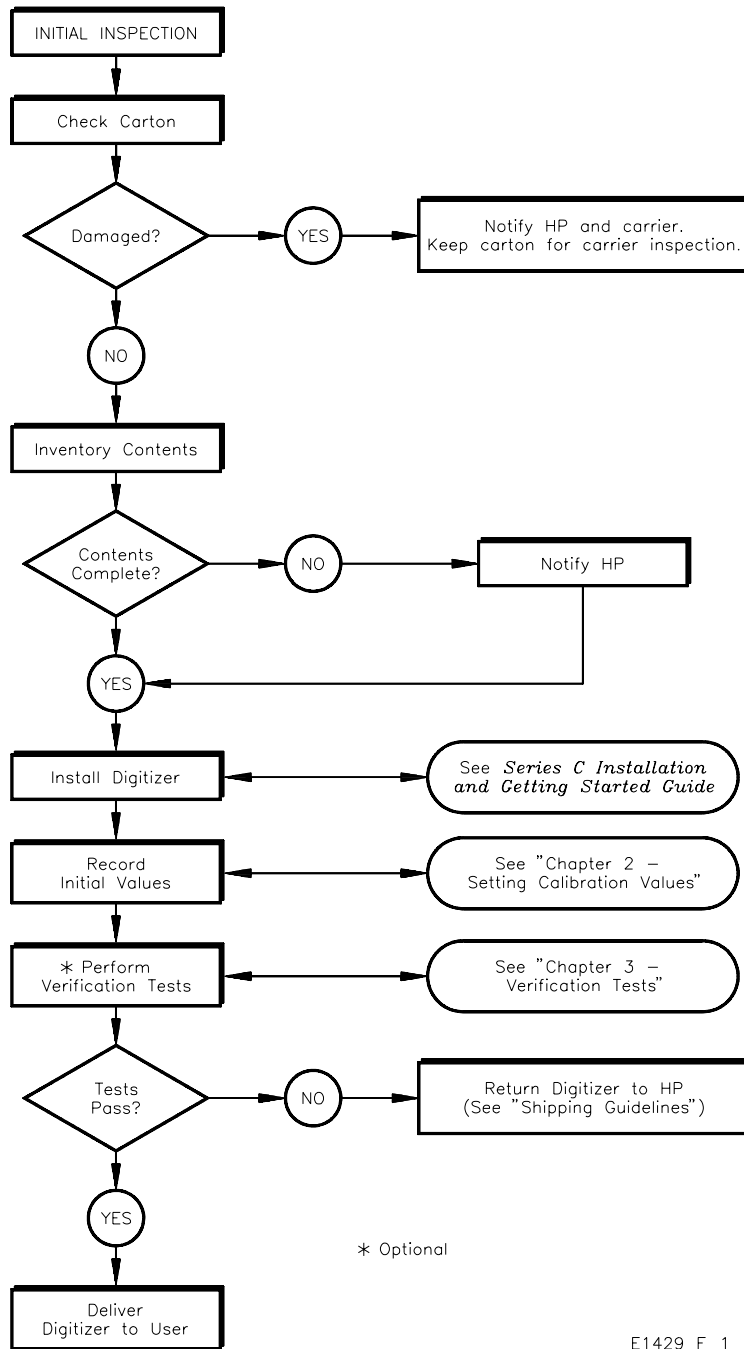 INITIAL INSPECTION
Check Carton
Damaged?
YES
Notify HP and carrier.
Keep carton for carrier inspection.
NO
Inventory Contents
Contents
Complete?
NO
Notify HP
YES
Install Digitizer
See Series C Installation
and Getting Started Guide
Record
Initial Values
See "Chapter 2 –
Setting Calibration Values"
* Perform
Verification Tests
See "Chapter 3 –
Verification Tests"
Tests
Pass?
NO
Return Digitizer to HP
(See "Shipping Guidelines")
YES
* Optional
Deliver
Digitizer to User
E1429 F 1